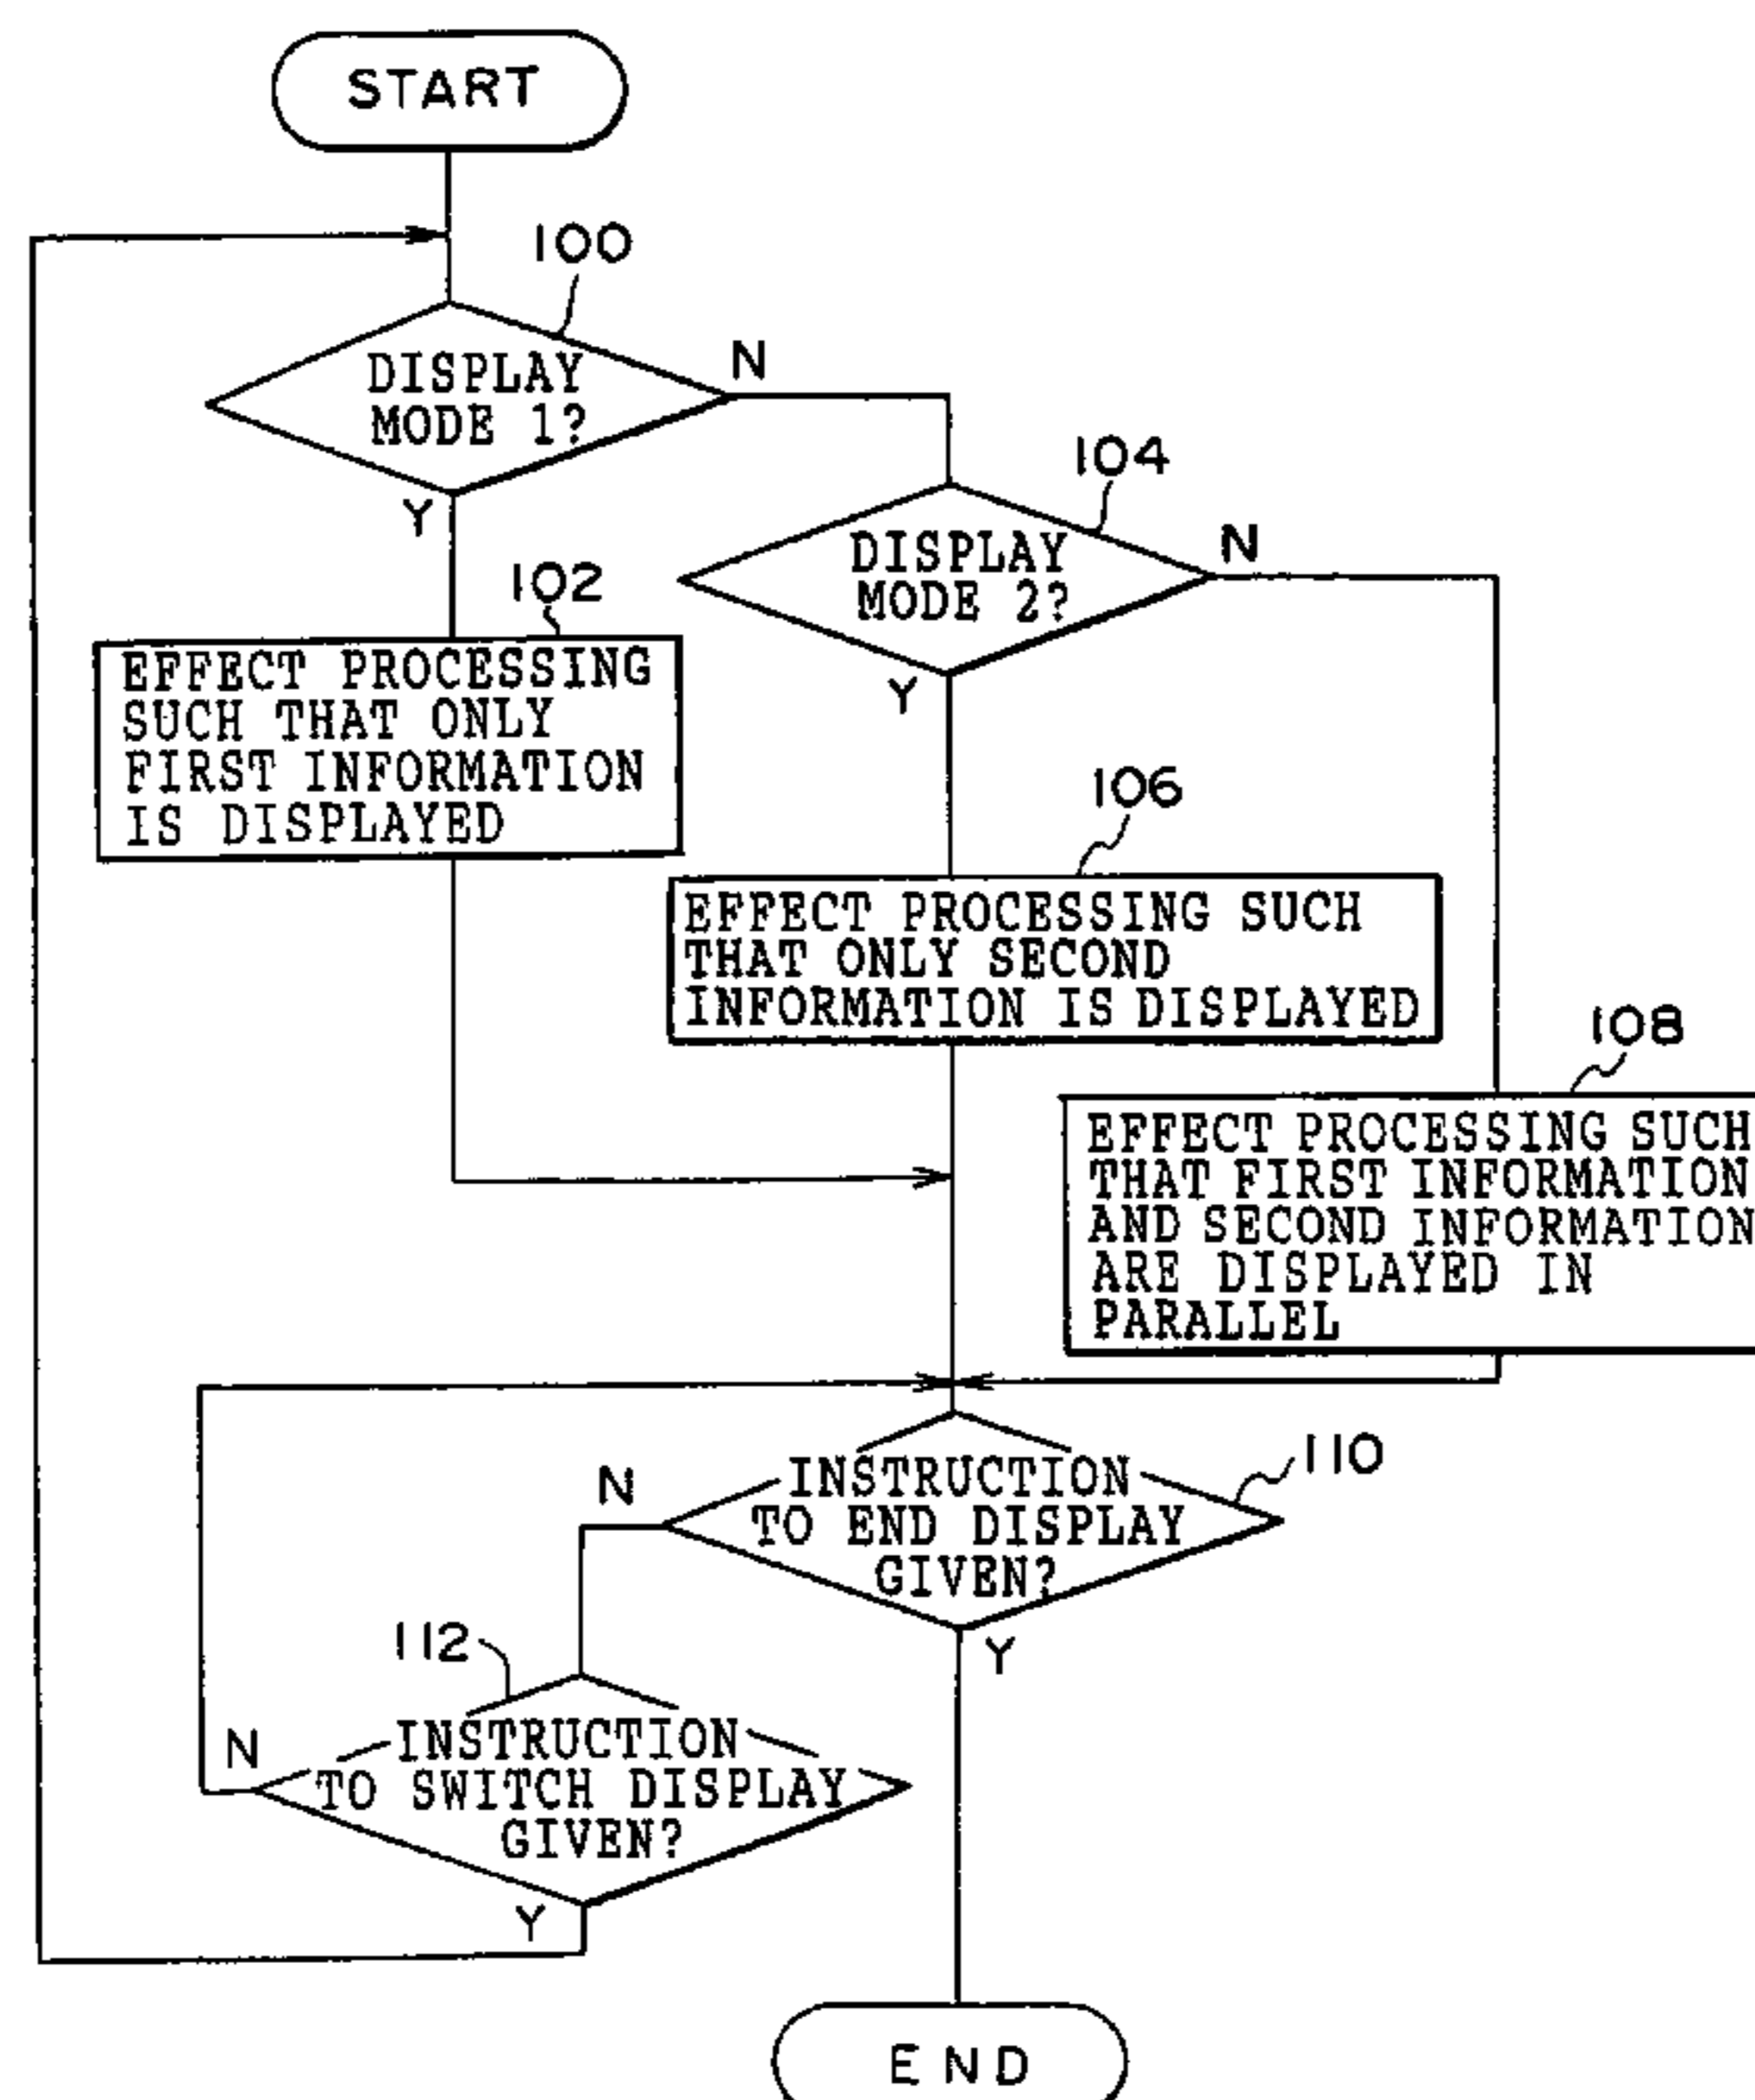 START
100
DISPLAY
MODE 1?
N
Y
104
DISPLAY
MODE 2?
N
Y
102
EFFECT PROCESSING
SUCH THAT ONLY
FIRST INFORMATION
IS DISPLAYED
106
EFFECT PROCESSING SUCH
THAT ONLY SECOND
INFORMATION IS DISPLAYED
108
EFFECT PROCESSING SUCH
THAT FIRST INFORMATION
AND SECOND INFORMATION
ARE DISPLAYED IN
PARALLEL
110
INSTRUCTION
TO END DISPLAY
GIVEN?
N
Y
112
INSTRUCTION
TO SWITCH DISPLAY
GIVEN?
N
Y
END